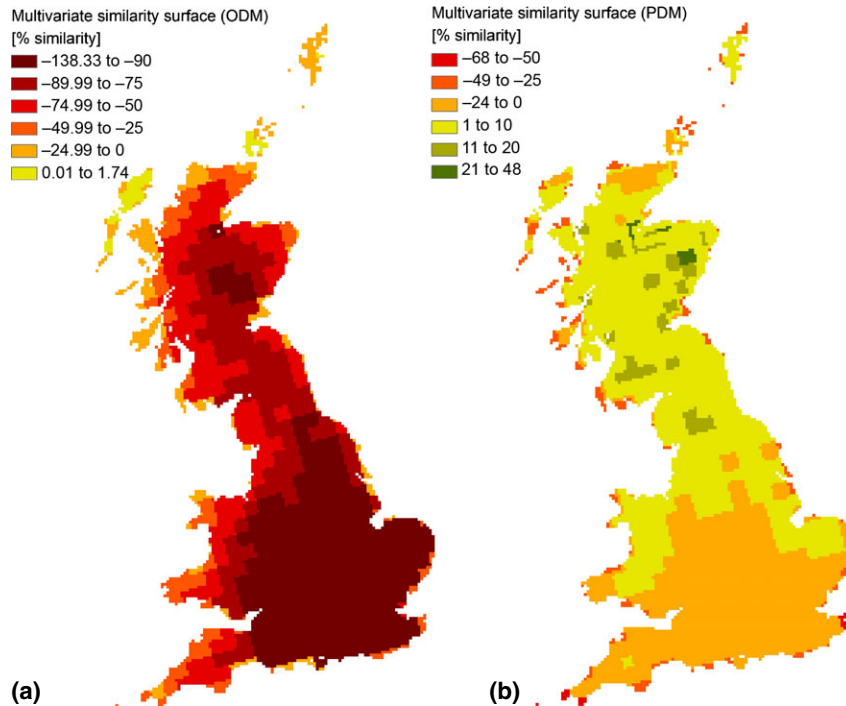 Multivariate similarity surface (ODM)
[% similarity]
–138.33 to –90
–89.99 to –75
–74.99 to –50
–49.99 to –25
–24.99 to 0
0.01 to 1.74
(a)
Multivariate similarity surface (PDM)
[% similarity]
–68 to –50
–49 to –25
–24 to 0
1 to 10
11 to 20
21 to 48
(b)